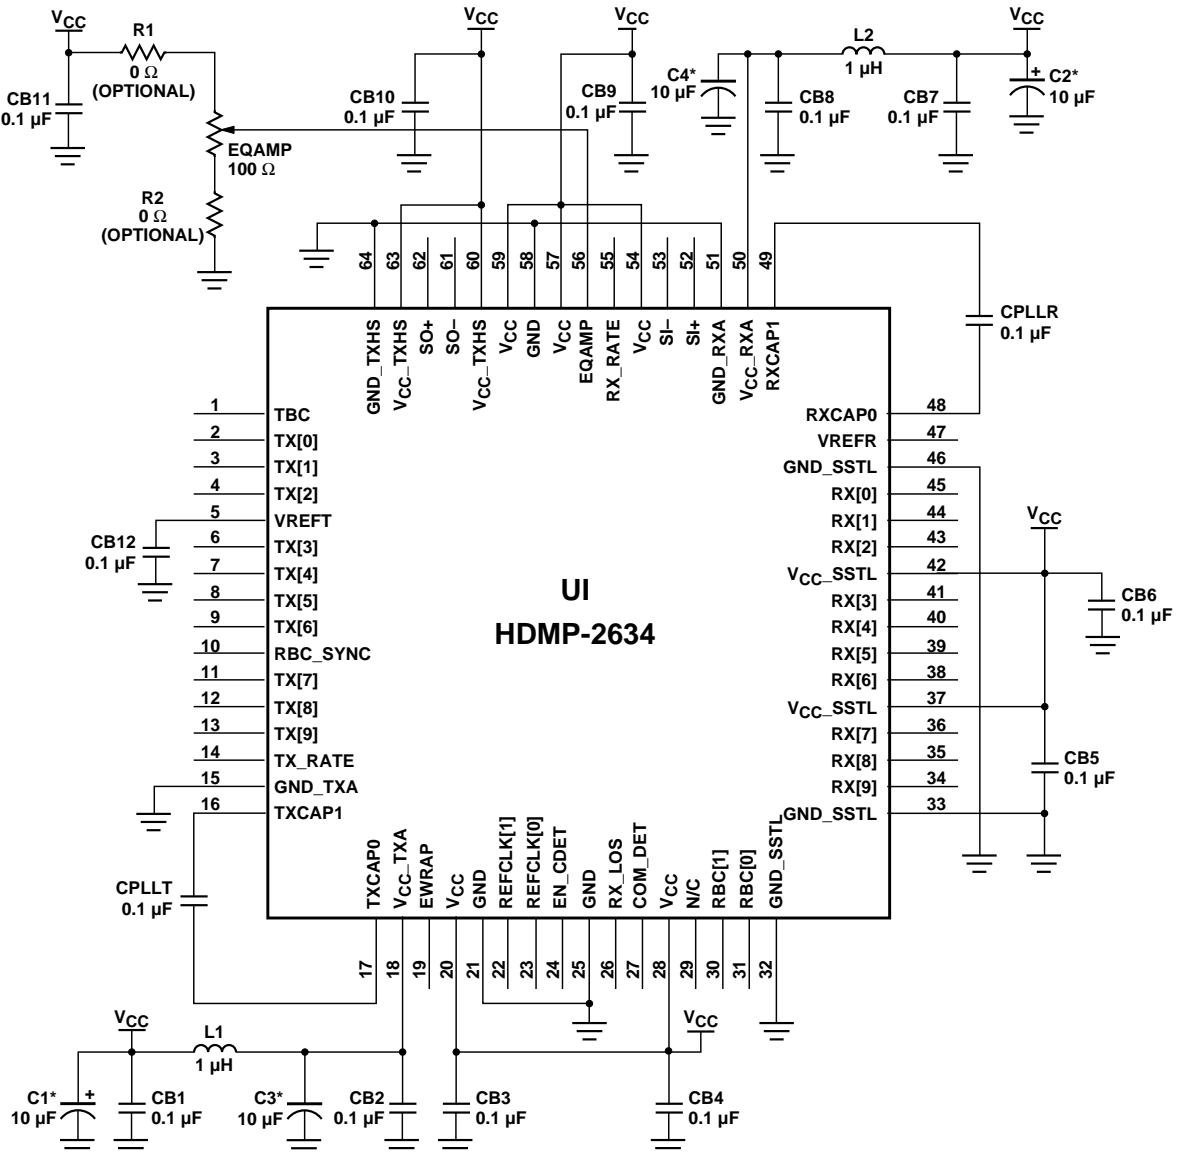 VCC
R1
0 Ω
(OPTIONAL)
CB11
0.1 µF
EQAMP
100 Ω
R2
0 Ω
(OPTIONAL)
VCC
CB10
0.1 µF
VCC
CB9
0.1 µF
C4*
10 µF
CB8
0.1 µF
L2
1 µH
CB7
0.1 µF
VCC
+
C2*
10 µF
64
63
62
61
60
59
58
57
56
55
54
53
52
51
50
49
GND_TXHS
VCC_TXHS
SO+
SO–
VCC_TXHS
VCC
GND
VCC
EQAMP
RX_RATE
VCC
SI–
SI+
GND_RXA
VCC_RXA
RXCAP1
CPLLR
0.1 µF
1 TBC
2 TX[0]
3 TX[1]
4 TX[2]
5 VREFT
6 TX[3]
7 TX[4]
8 TX[5]
9 TX[6]
10 RBC_SYNC
11 TX[7]
12 TX[8]
13 TX[9]
14 TX_RATE
15 GND_TXA
16 TXCAP1
CB12
0.1 µF
UI
HDMP-2634
RXCAP0 48
VREFR 47
GND_SSTL 46
RX[0] 45
RX[1] 44
RX[2] 43
VCC_SSTL 42
RX[3] 41
RX[4] 40
RX[5] 39
RX[6] 38
VCC_SSTL 37
RX[7] 36
RX[8] 35
RX[9] 34
GND_SSTL 33
VCC
CB6
0.1 µF
CB5
0.1 µF
CPLLT
0.1 µF
TXCAP0
VCC_TXA
EWRAP
VCC
GND
REFCLK[1]
REFCLK[0]
EN_CDET
GND
RX_LOS
COM_DET
VCC
N/C
RBC[1]
RBC[0]
GND_SSTL
17
18
19
20
21
22
23
24
25
26
27
28
29
30
31
32
VCC
L1
1 µH
C1*
10 µF
+
CB1
0.1 µF
C3*
10 µF
CB2
0.1 µF
CB3
0.1 µF
VCC
CB4
0.1 µF